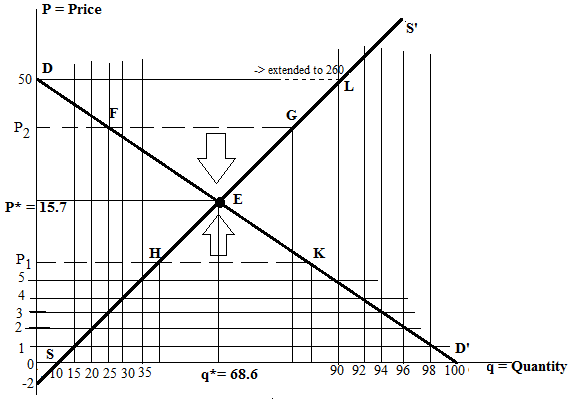 P = Price
S'
D
-> extended to 260
50
L
F
G
P2
E
P* = 15.7
H
K
P1
5
4
3
2
1
S
D'
0
-2
10 15 20 25 30 35
q*= 68.6
90 92 94 96 98 100
q = Quantity